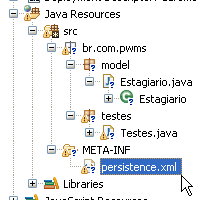 Java Resources
src
br.com.pwms
model
Estagiario.java
Estagiario
testes
Testes.java
META-INF
persistence.xml
Libraries